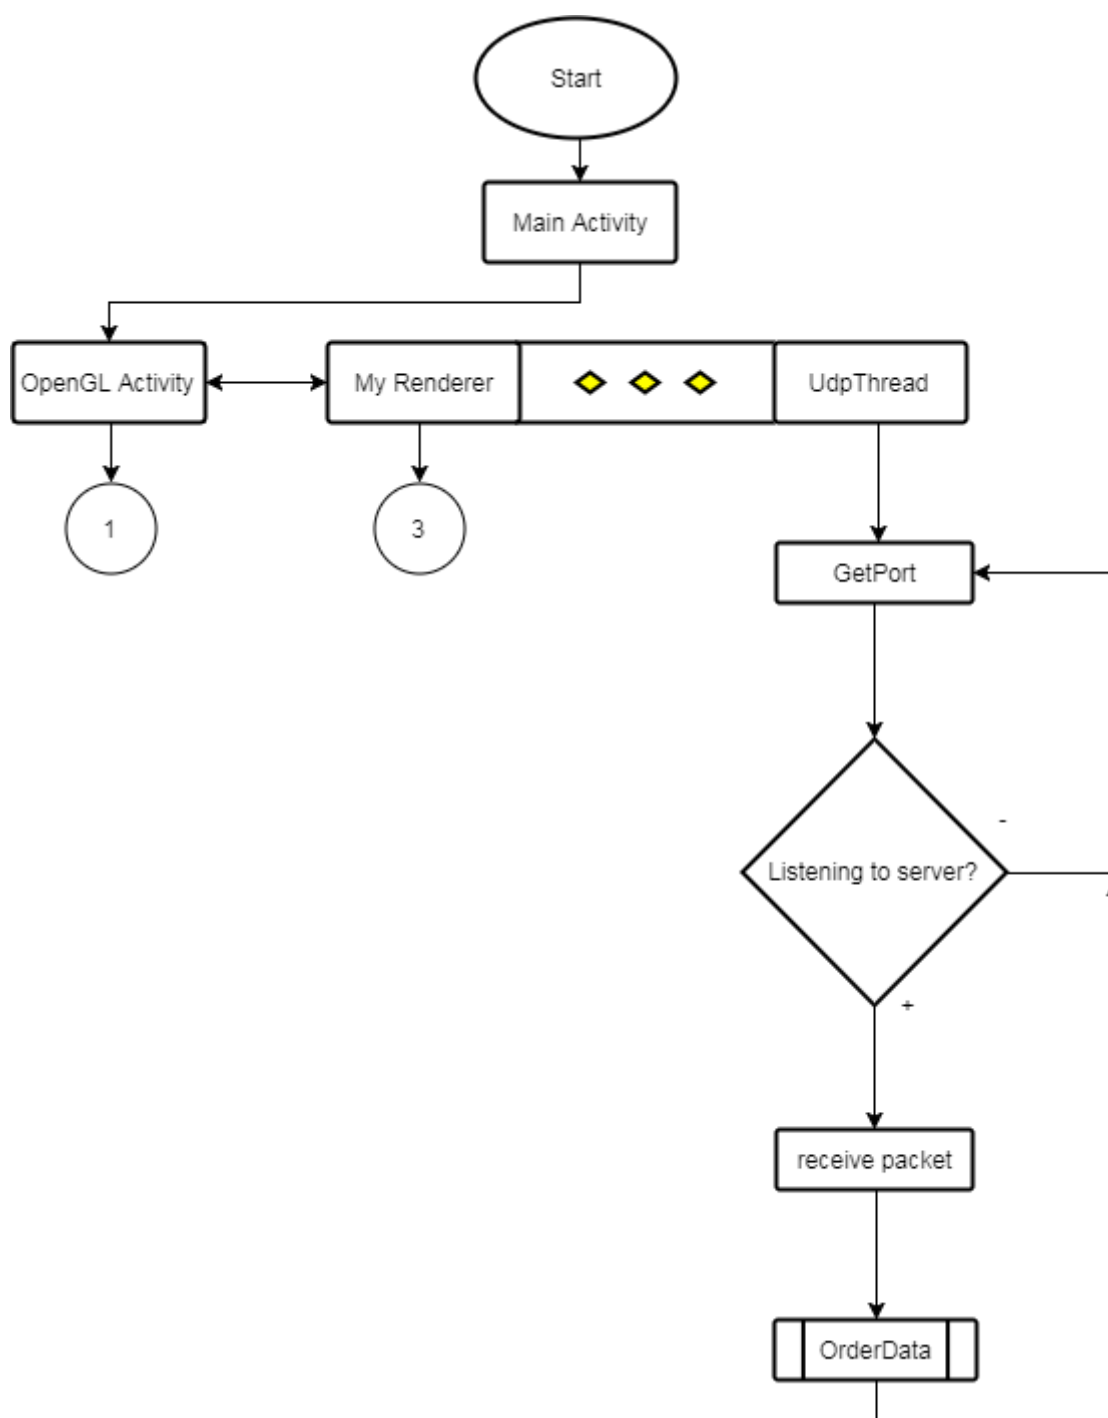 Start
Main Activity
OpenGL Activity
My Renderer
UdpThread
1
3
GetPort
-
Listening to server?
+
receive packet
OrderData